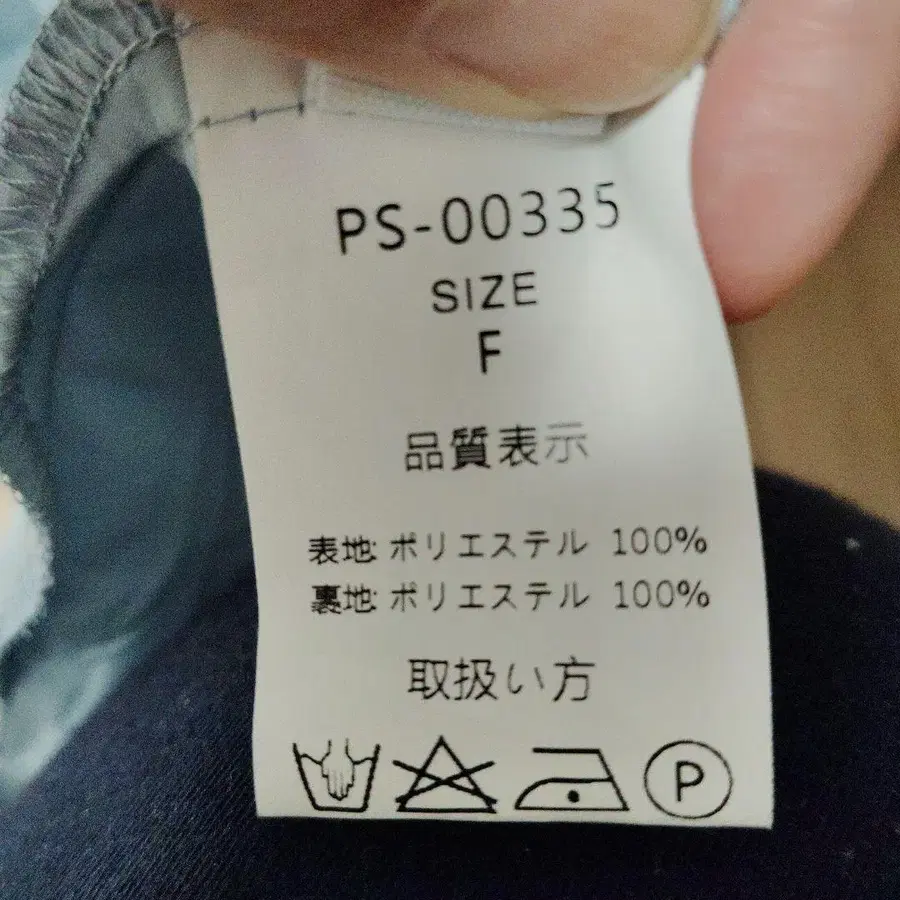 PS-00335
SIZE
F
品質表示
表地: ポリエステル 100%
裏地: ポリエステル 100%
取扱い方
P